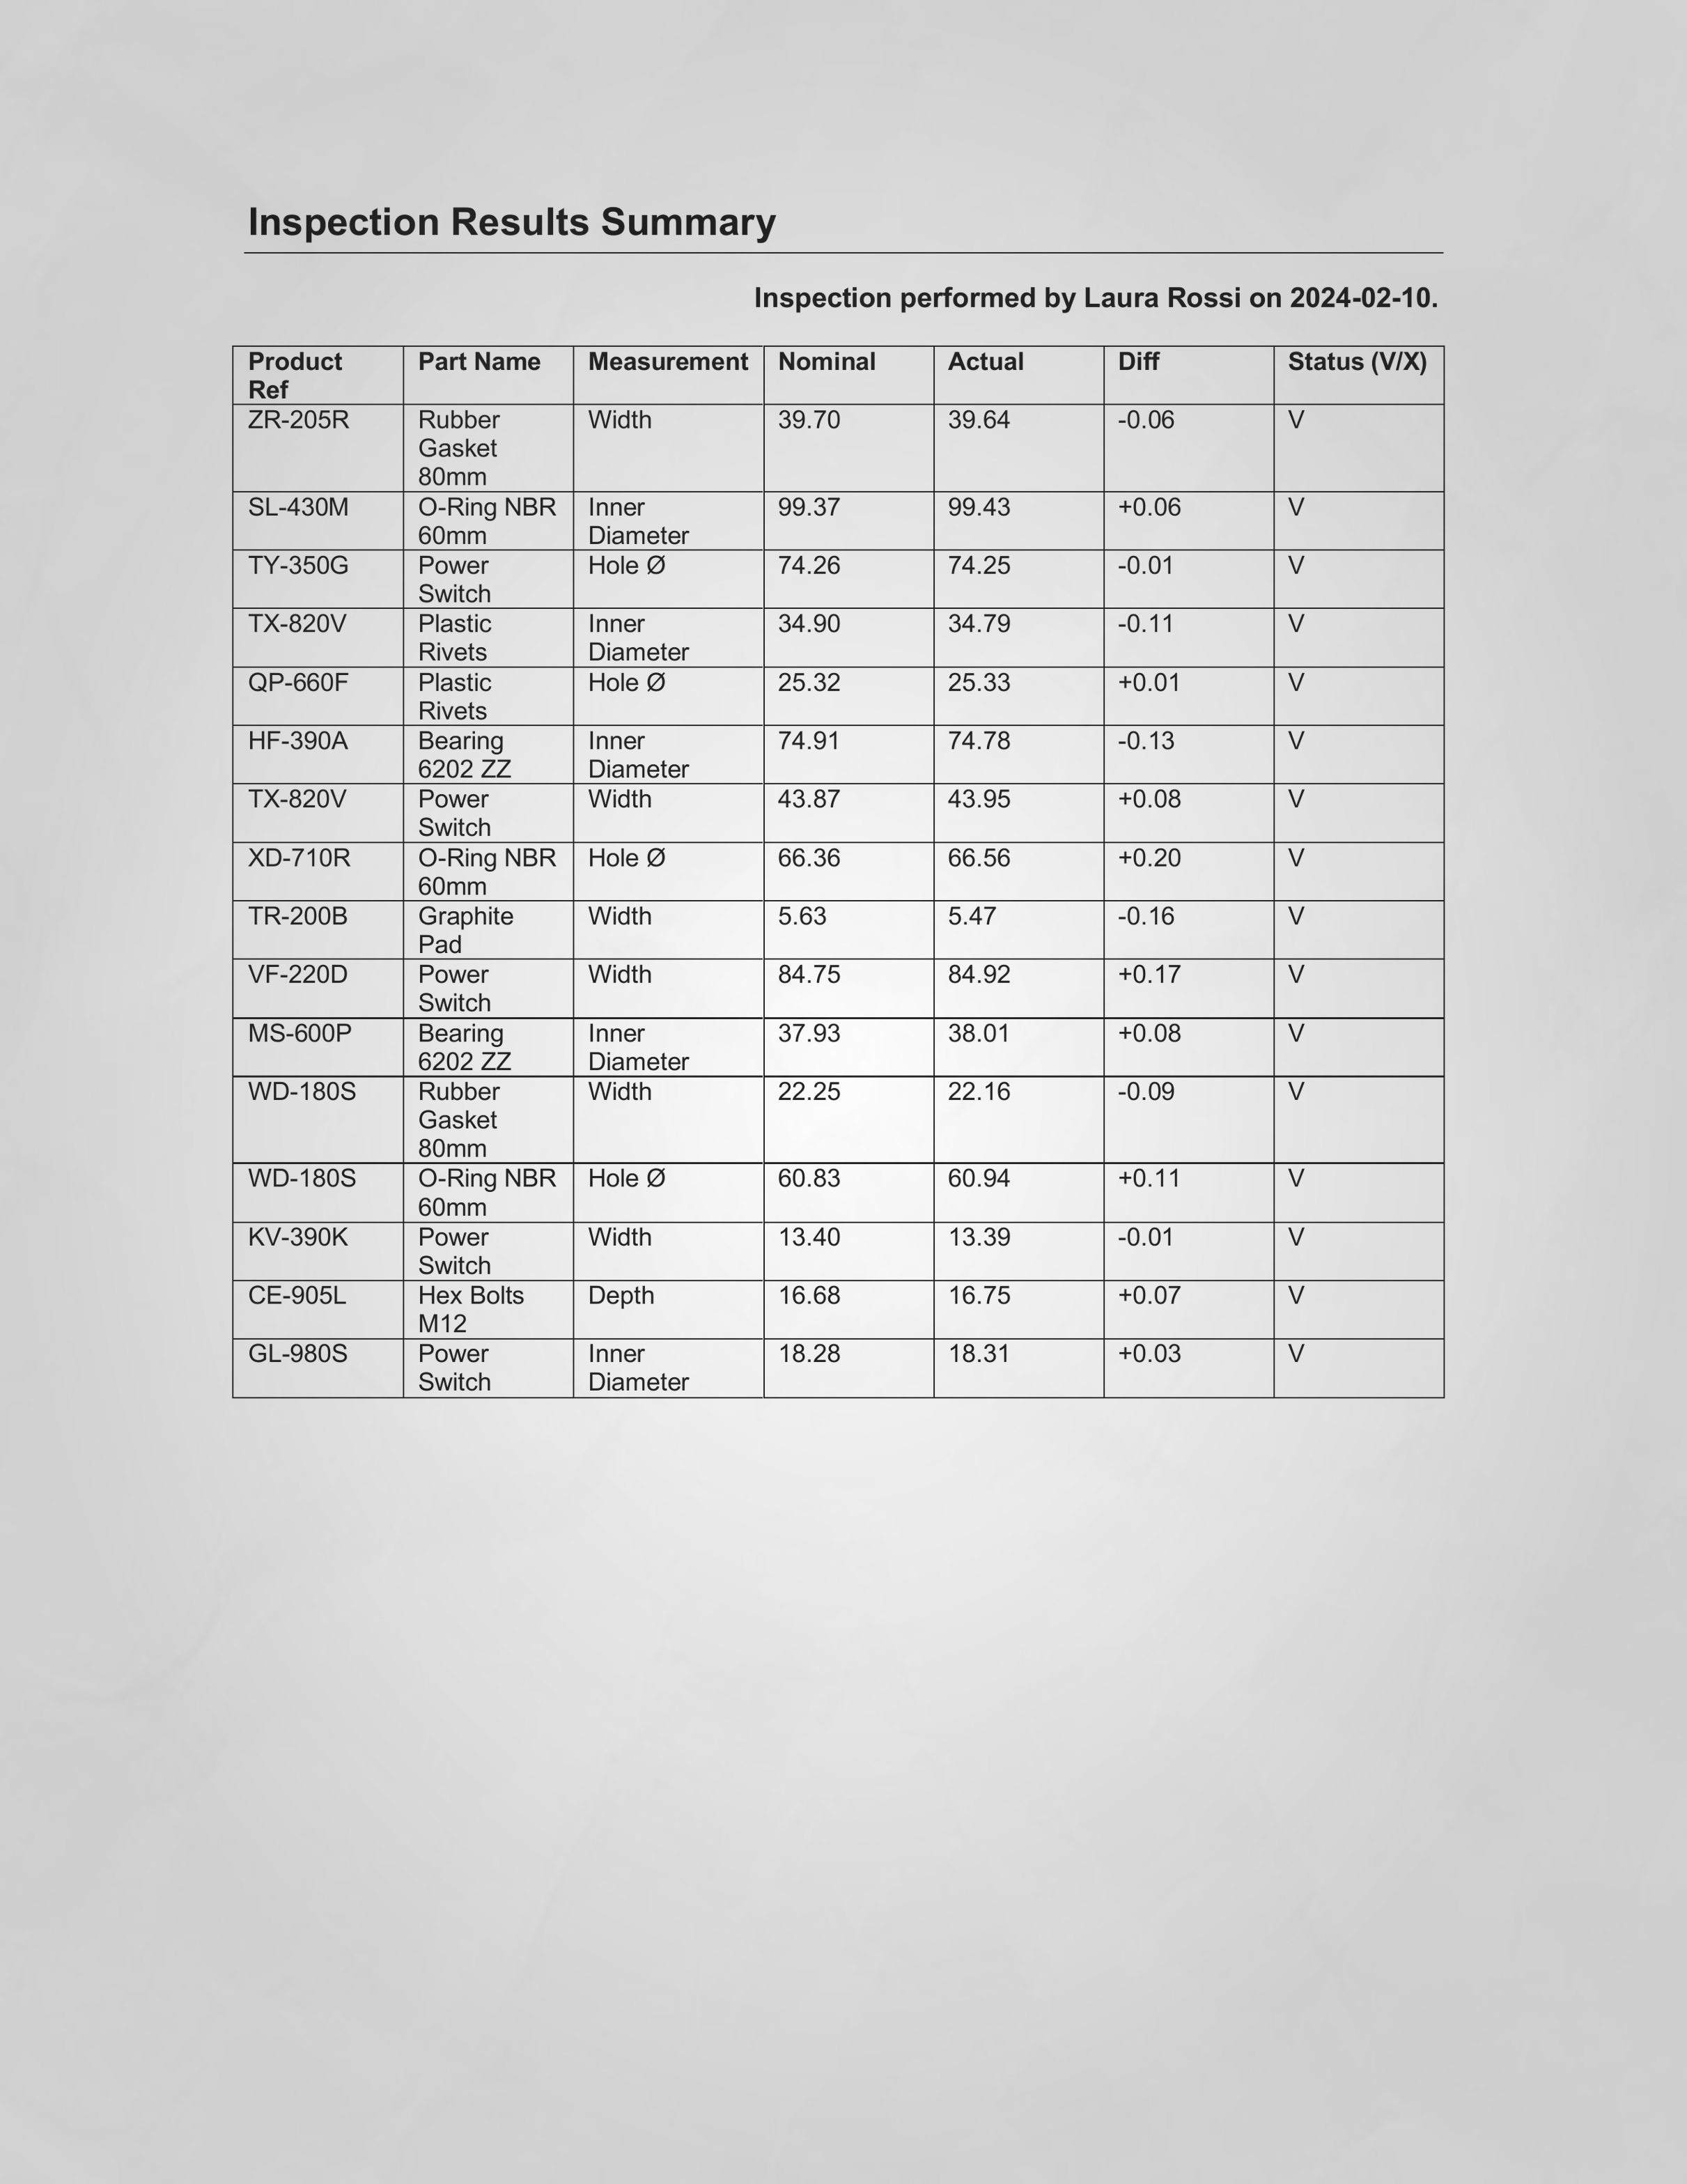 Inspection Results Summary
Inspection performed by Laura Rossi on 2024-02-10.
Product Ref Part Name Measurement Nominal Actual Diff Status (V/X)
ZR-205R Rubber Gasket 80mm Width 39.70 39.64 -0.06 V
SL-430M O-Ring NBR 60mm Inner Diameter 99.37 99.43 +0.06 V
TY-350G Power Switch Hole Ø 74.26 74.25 -0.01 V
TX-820V Plastic Rivets Inner Diameter 34.90 34.79 -0.11 V
QP-660F Plastic Rivets Hole Ø 25.32 25.33 +0.01 V
HF-390A Bearing 6202 ZZ Inner Diameter 74.91 74.78 -0.13 V
TX-820V Power Switch Width 43.87 43.95 +0.08 V
XD-710R O-Ring NBR 60mm Hole Ø 66.36 66.56 +0.20 V
TR-200B Graphite Pad Width 5.63 5.47 -0.16 V
VF-220D Power Switch Width 84.75 84.92 +0.17 V
MS-600P Bearing 6202 ZZ Inner Diameter 37.93 38.01 +0.08 V
WD-180S Rubber Gasket 80mm Width 22.25 22.16 -0.09 V
WD-180S O-Ring NBR 60mm Hole Ø 60.83 60.94 +0.11 V
KV-390K Power Switch Width 13.40 13.39 -0.01 V
CE-905L Hex Bolts M12 Depth 16.68 16.75 +0.07 V
GL-980S Power Switch Inner Diameter 18.28 18.31 +0.03 V